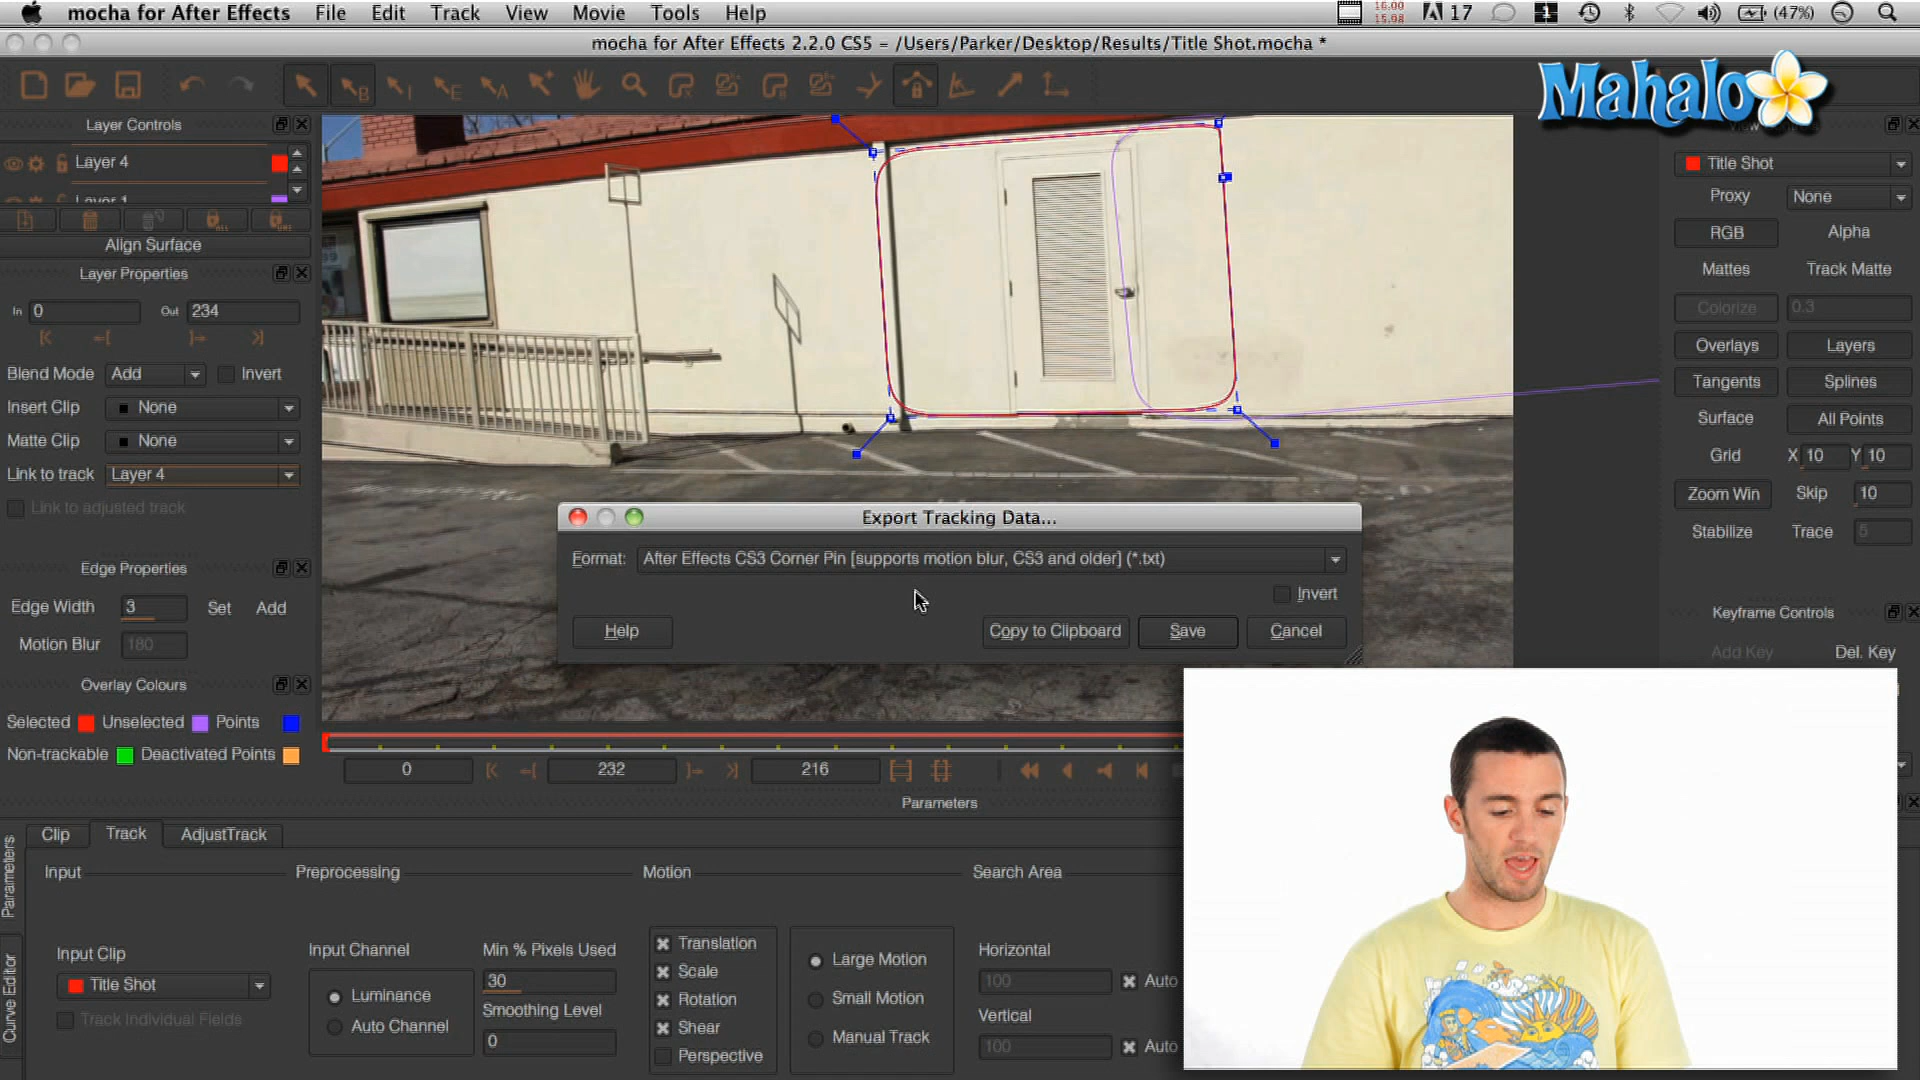 mocha for After Effects File Edit Track View Movie Tools Help 16.00 17 1 (47%)
15.98
mocha for After Effects 2.2.0 CS5 – /Users/Parker/Desktop/Results/Title Shot.mocha *
Mahalo
Layer Controls
Layer 4
Layer 1
Align Surface
Layer Properties
In 0 Out 234
Blend Mode Add Invert
Insert Clip None
Matte Clip None
Link to track Layer 4
Link to adjusted track
Edge Properties
Edge Width 3 Set Add
Motion Blur 180
Overlay Colours
Selected Unselected Points
Non-trackable Deactivated Points
Title Shot
Proxy None
RGB Alpha
Mattes Track Matte
Colorize 0.3
Overlays Layers
Tangents Splines
Surface All Points
Grid X 10 Y 10
Zoom Win Skip 10
Stabilize Trace 5
Keyframe Controls
Add Key Del. Key
Export Tracking Data...
Format: After Effects CS3 Corner Pin [supports motion blur, CS3 and older] (*.txt)
Invert
Help Copy to Clipboard Save Cancel
0 232 216
Parameters
Parameters
Curve Editor
Clip Track AdjustTrack
Input Preprocessing Motion Search Area
Input Clip
Title Shot
Track Individual Fields
Input Channel
Luminance
Auto Channel
Min % Pixels Used
30
Smoothing Level
0
Translation
Scale
Rotation
Shear
Perspective
Large Motion
Small Motion
Manual Track
Horizontal
100 Auto
Vertical
100 Auto